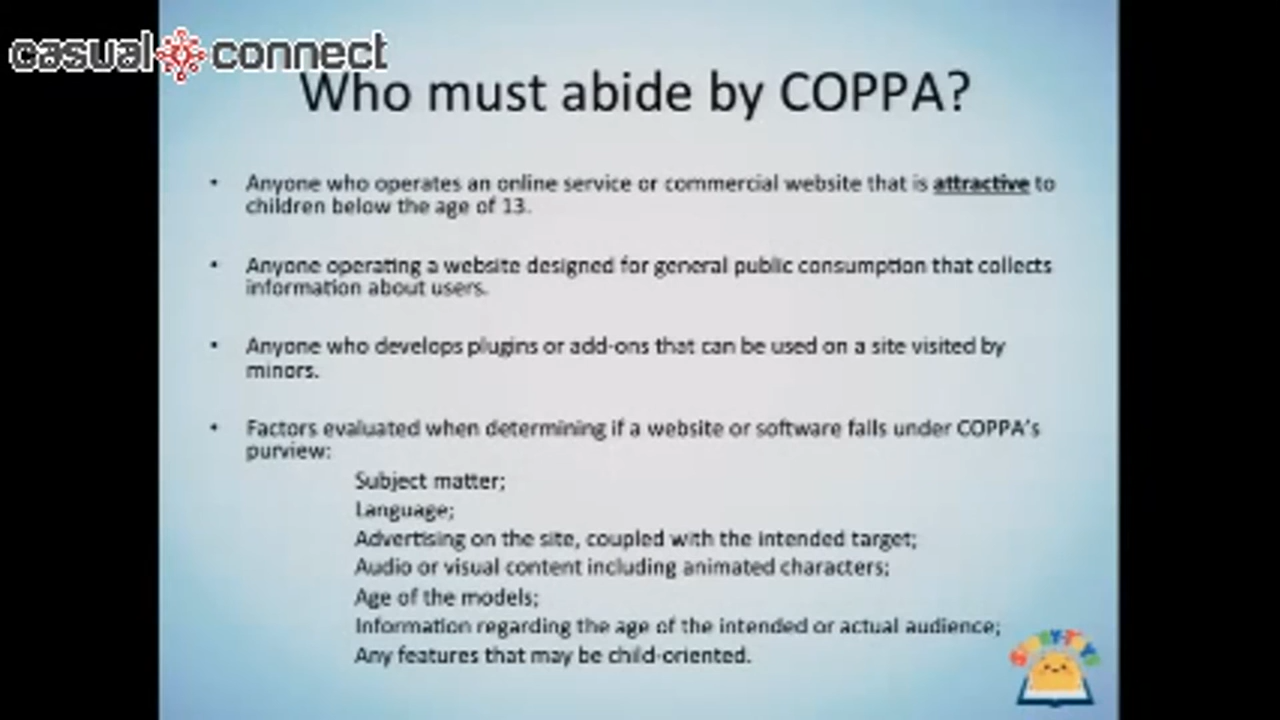 casual connect
Who must abide by COPPA?
• Anyone who operates an online service or commercial website that is attractive to
children below the age of 13.
• Anyone operating a website designed for general public consumption that collects
information about users.
• Anyone who develops plugins or add-ons that can be used on a site visited by
minors.
• Factors evaluated when determining if a website or software falls under COPPA's
purview:
Subject matter;
Language;
Advertising on the site, coupled with the intended target;
Audio or visual content including animated characters;
Age of the models;
Information regarding the age of the intended or actual audience;
Any features that may be child-oriented.